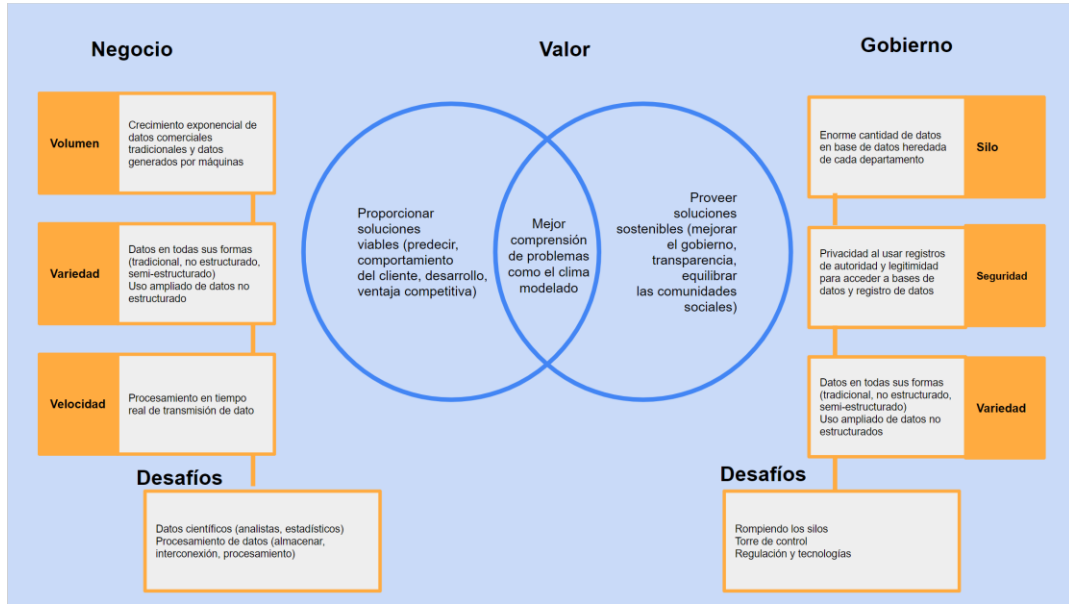 Negocio
Valor
Gobierno
Volumen
Crecimiento exponencial de
datos comerciales
tradicionales y datos
generados por máquinas
Variedad
Datos en todas sus formas
(tradicional, no estructurado,
semi-estructurado)
Uso ampliado de datos no
estructurado
Velocidad
Procesamiento en tiempo
real de transmisión de dato
Desafíos
Datos científicos (analistas, estadísticos)
Procesamiento de datos (almacenar,
interconexión, procesamiento)
Proporcionar
soluciones
viables (predecir,
comportamiento
del cliente, desarrollo,
ventaja competitiva)
Mejor
comprensión
de problemas
como el clima
modelado
Proveer
soluciones
sostenibles (mejorar
el gobierno,
transparencia,
equilibrar
las comunidades
sociales)
Enorme cantidad de datos
en base de datos heredada
de cada departamento
Silo
Privacidad al usar registros
de autoridad y legitimidad
para acceder a bases de
datos y registro de datos
Seguridad
Datos en todas sus formas
(tradicional, no estructurado,
semi-estructurado)
Uso ampliado de datos no
estructurados
Variedad
Desafíos
Rompiendo los silos
Torre de control
Regulación y tecnologías